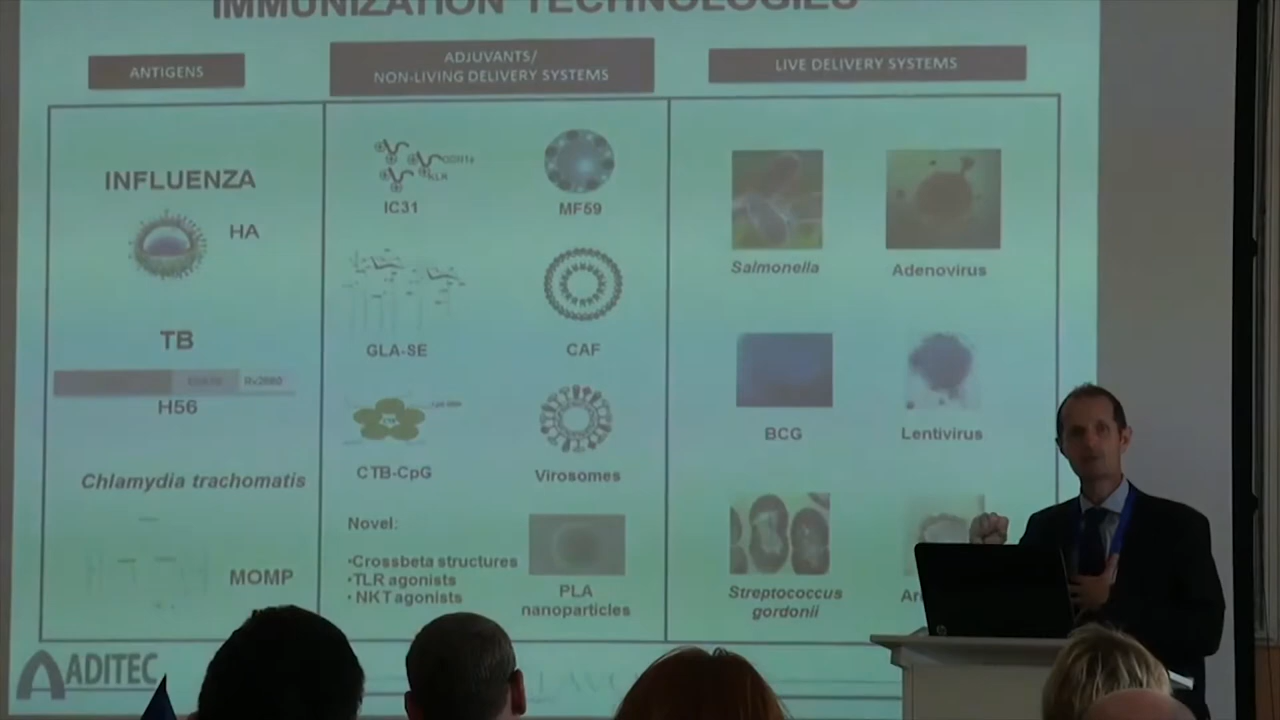 IMMUNIZATION TECHNOLOGIES
ANTIGENS
ADJUVANTS/
NON-LIVING DELIVERY SYSTEMS
LIVE DELIVERY SYSTEMS
INFLUENZA
HA
TB
H56
Chlamydia trachomatis
MOMP
IC31
MF59
GLA-SE
CAF
CTB-CpG
Virosomes
Novel:
•Crossbeta structures
•TLR agonists
• NKT agonists
PLA
nanoparticles
Salmonella
Adenovirus
BCG
Lentivirus
Streptococcus
gordonii
ADITEC